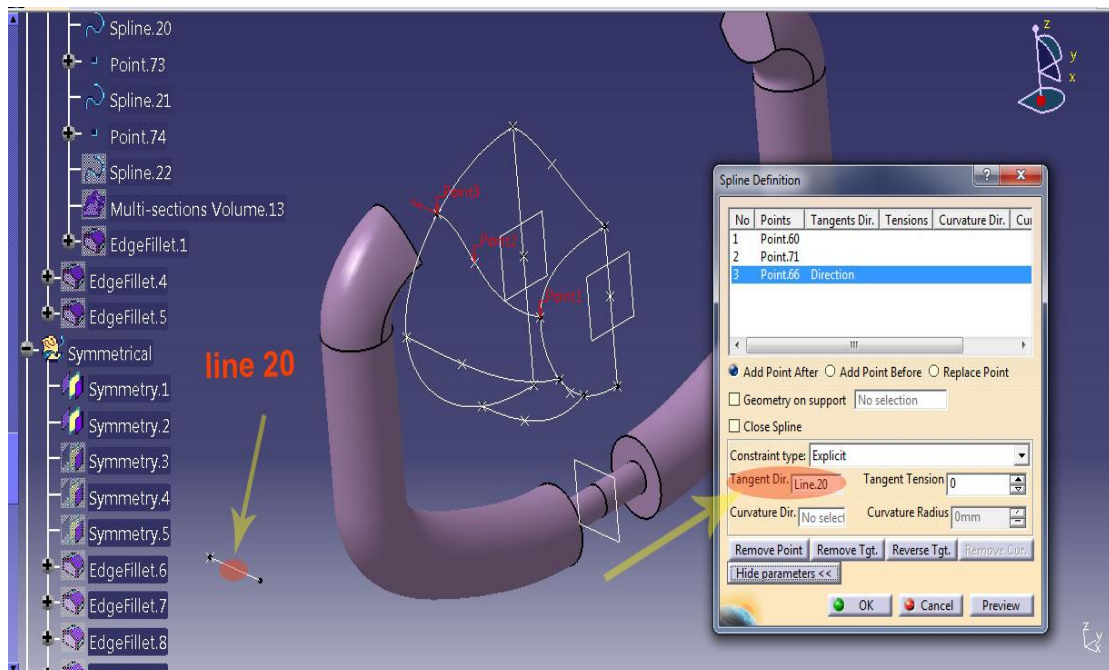 Spline.20
Point.73
Spline.21
Point.74
Spline.22
Multi-sections Volume.13
EdgeFillet.1
EdgeFillet.4
EdgeFillet.5
Symmetrical
Symmetry.1
Symmetry.2
Symmetry.3
Symmetry.4
Symmetry.5
EdgeFillet.6
EdgeFillet.7
EdgeFillet.8
line 20
Point3
Point2
Point1
z
y
x
Spline Definition
? X
No Points Tangents Dir. Tensions Curvature Dir. Cu
1 Point.60
2 Point.71
3 Point.66 Direction
Add Point After Add Point Before Replace Point
Geometry on support No selection
Close Spline
Constraint type: Explicit
Tangent Dir. Line.20 Tangent Tension 0
Curvature Dir. No select Curvature Radius 0mm
Remove Point Remove Tgt. Reverse Tgt. Remove Cur.
Hide parameters <<
OK Cancel Preview
z
y
x